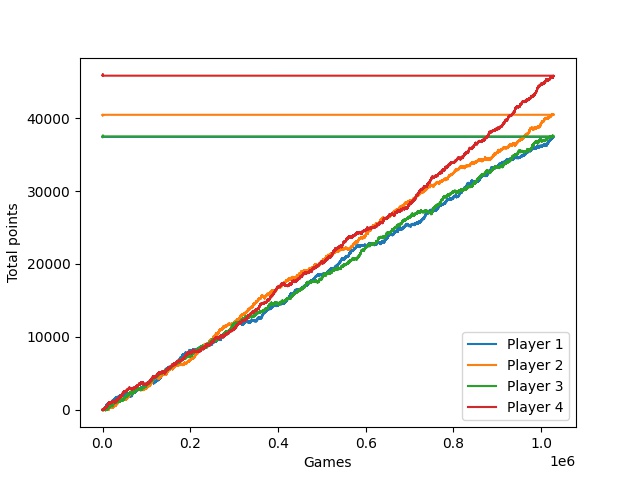 Total points
40000
30000
20000
10000
0
Player 1
Player 2
Player 3
Player 4
0.0 0.2 0.4 0.6 0.8 1.0
1e6
Games